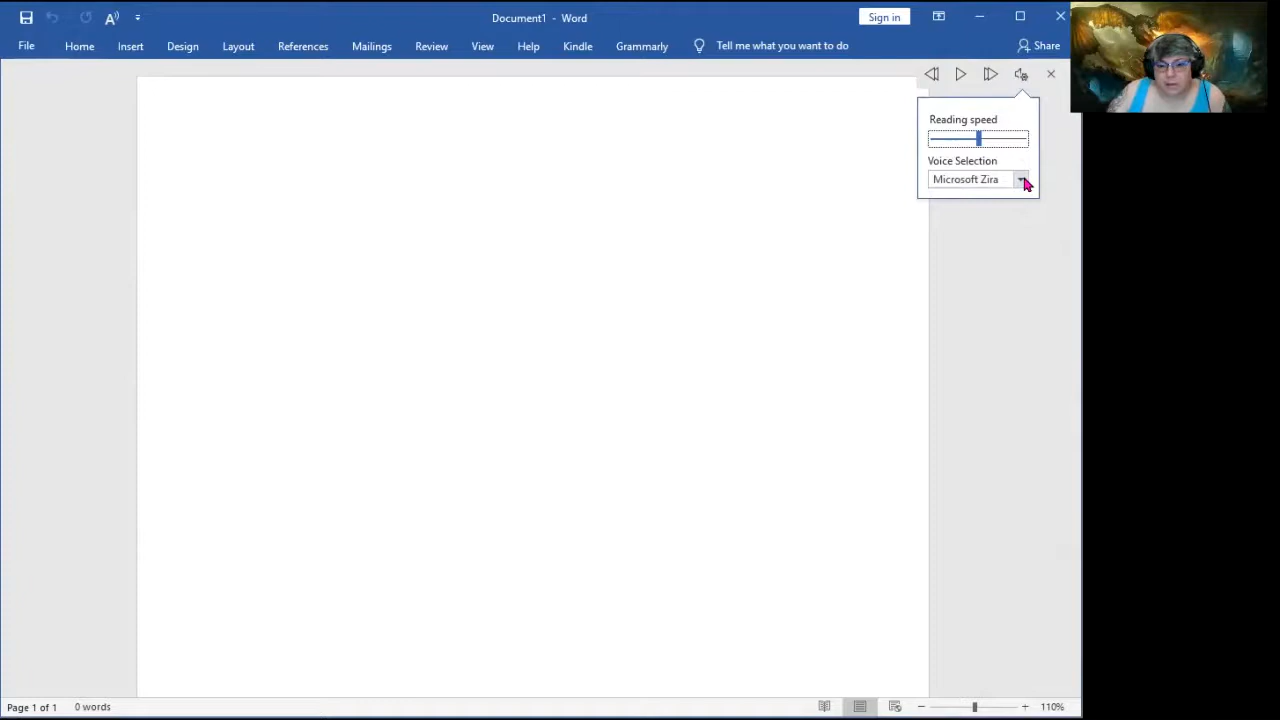 Document1 - Word
Sign in
File Home Insert Design Layout References Mailings Review View Help Kindle Grammarly Tell me what you want to do Share
Reading speed
Voice Selection
Microsoft Zira
Page 1 of 1 0 words 110%